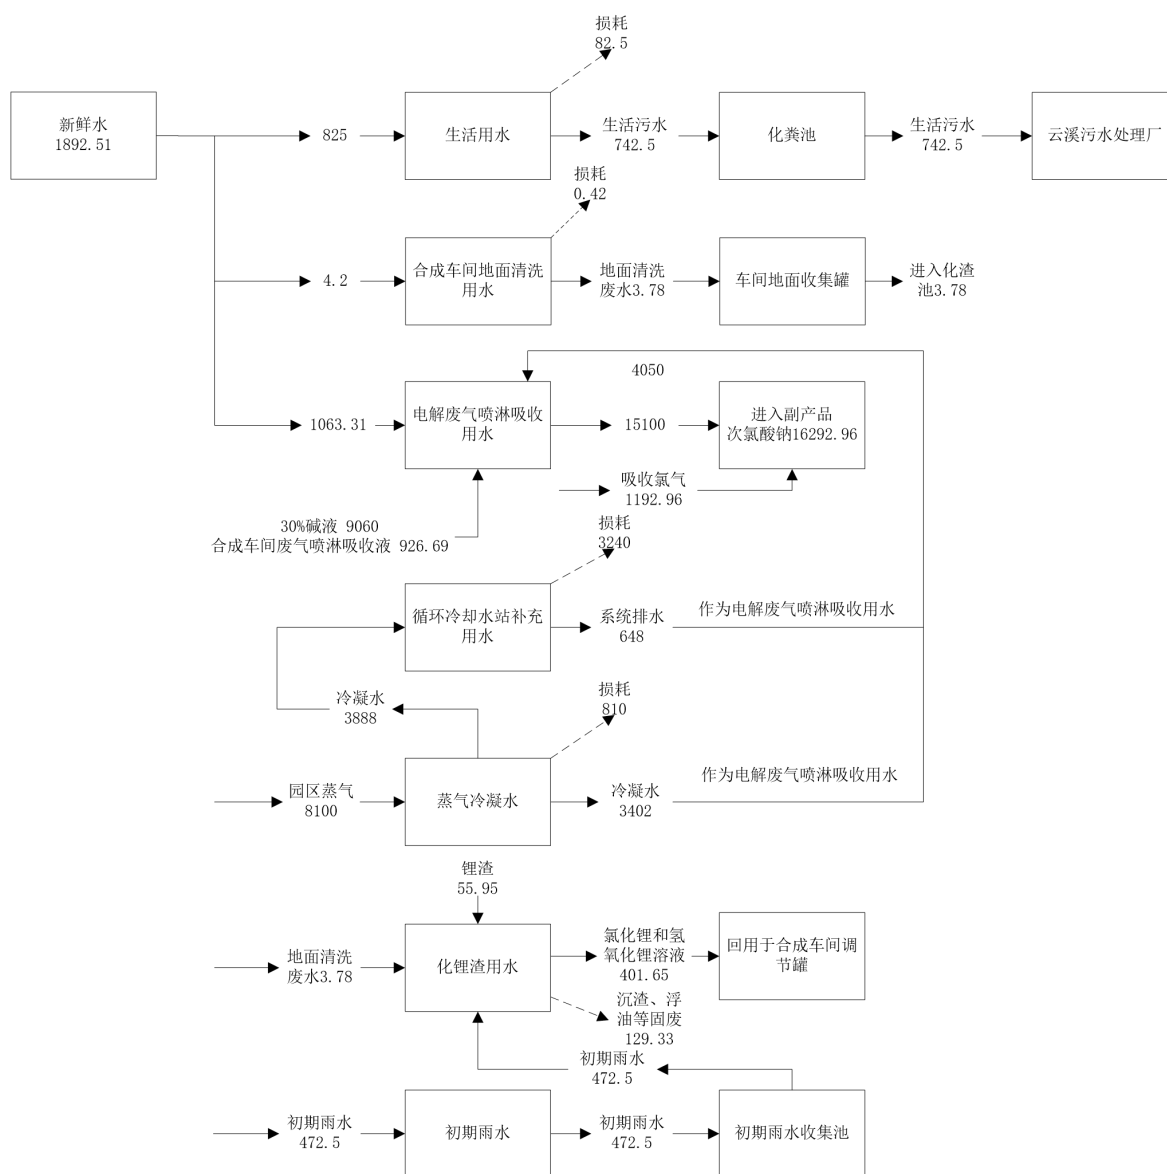 损耗
82.5
新鲜水
1892.51
825
生活用水
生活污水
742.5
化粪池
生活污水
742.5
云溪污水处理厂
损耗
0.42
4.2
合成车间地面清洗
用水
地面清洗
废水3.78
车间地面收集罐
进入化渣
池3.78
4050
1063.31
电解废气喷淋吸收
用水
15100
进入副产品
次氯酸钠16292.96
吸收氯气
1192.96
30%碱液 9060
合成车间废气喷淋吸收液 926.69
损耗
3240
循环冷却水站补充
用水
系统排水
648
作为电解废气喷淋吸收用水
冷凝水
3888
损耗
810
园区蒸气
8100
蒸气冷凝水
冷凝水
3402
作为电解废气喷淋吸收用水
锂渣
55.95
地面清洗
废水3.78
化锂渣用水
氯化锂和氢
氧化锂溶液
401.65
回用于合成车间调
节罐
沉渣、浮
油等固废
129.33
初期雨水
472.5
初期雨水
472.5
初期雨水
初期雨水
472.5
初期雨水收集池